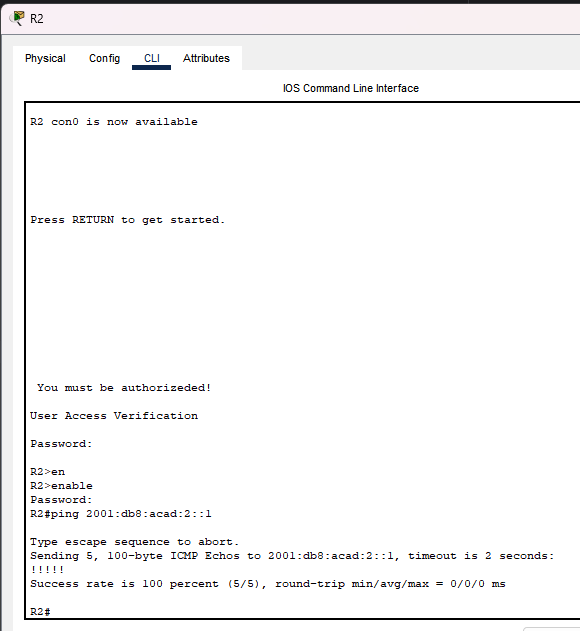 R2
Physical Config CLI Attributes
IOS Command Line Interface
R2 con0 is now available
Press RETURN to get started.
You must be authorizeded!
User Access Verification
Password:
R2>en
R2>enable
Password:
R2#ping 2001:db8:acad:2::1
Type escape sequence to abort.
Sending 5, 100-byte ICMP Echos to 2001:db8:acad:2::1, timeout is 2 seconds:
!!!!!
Success rate is 100 percent (5/5), round-trip min/avg/max = 0/0/0 ms
R2#